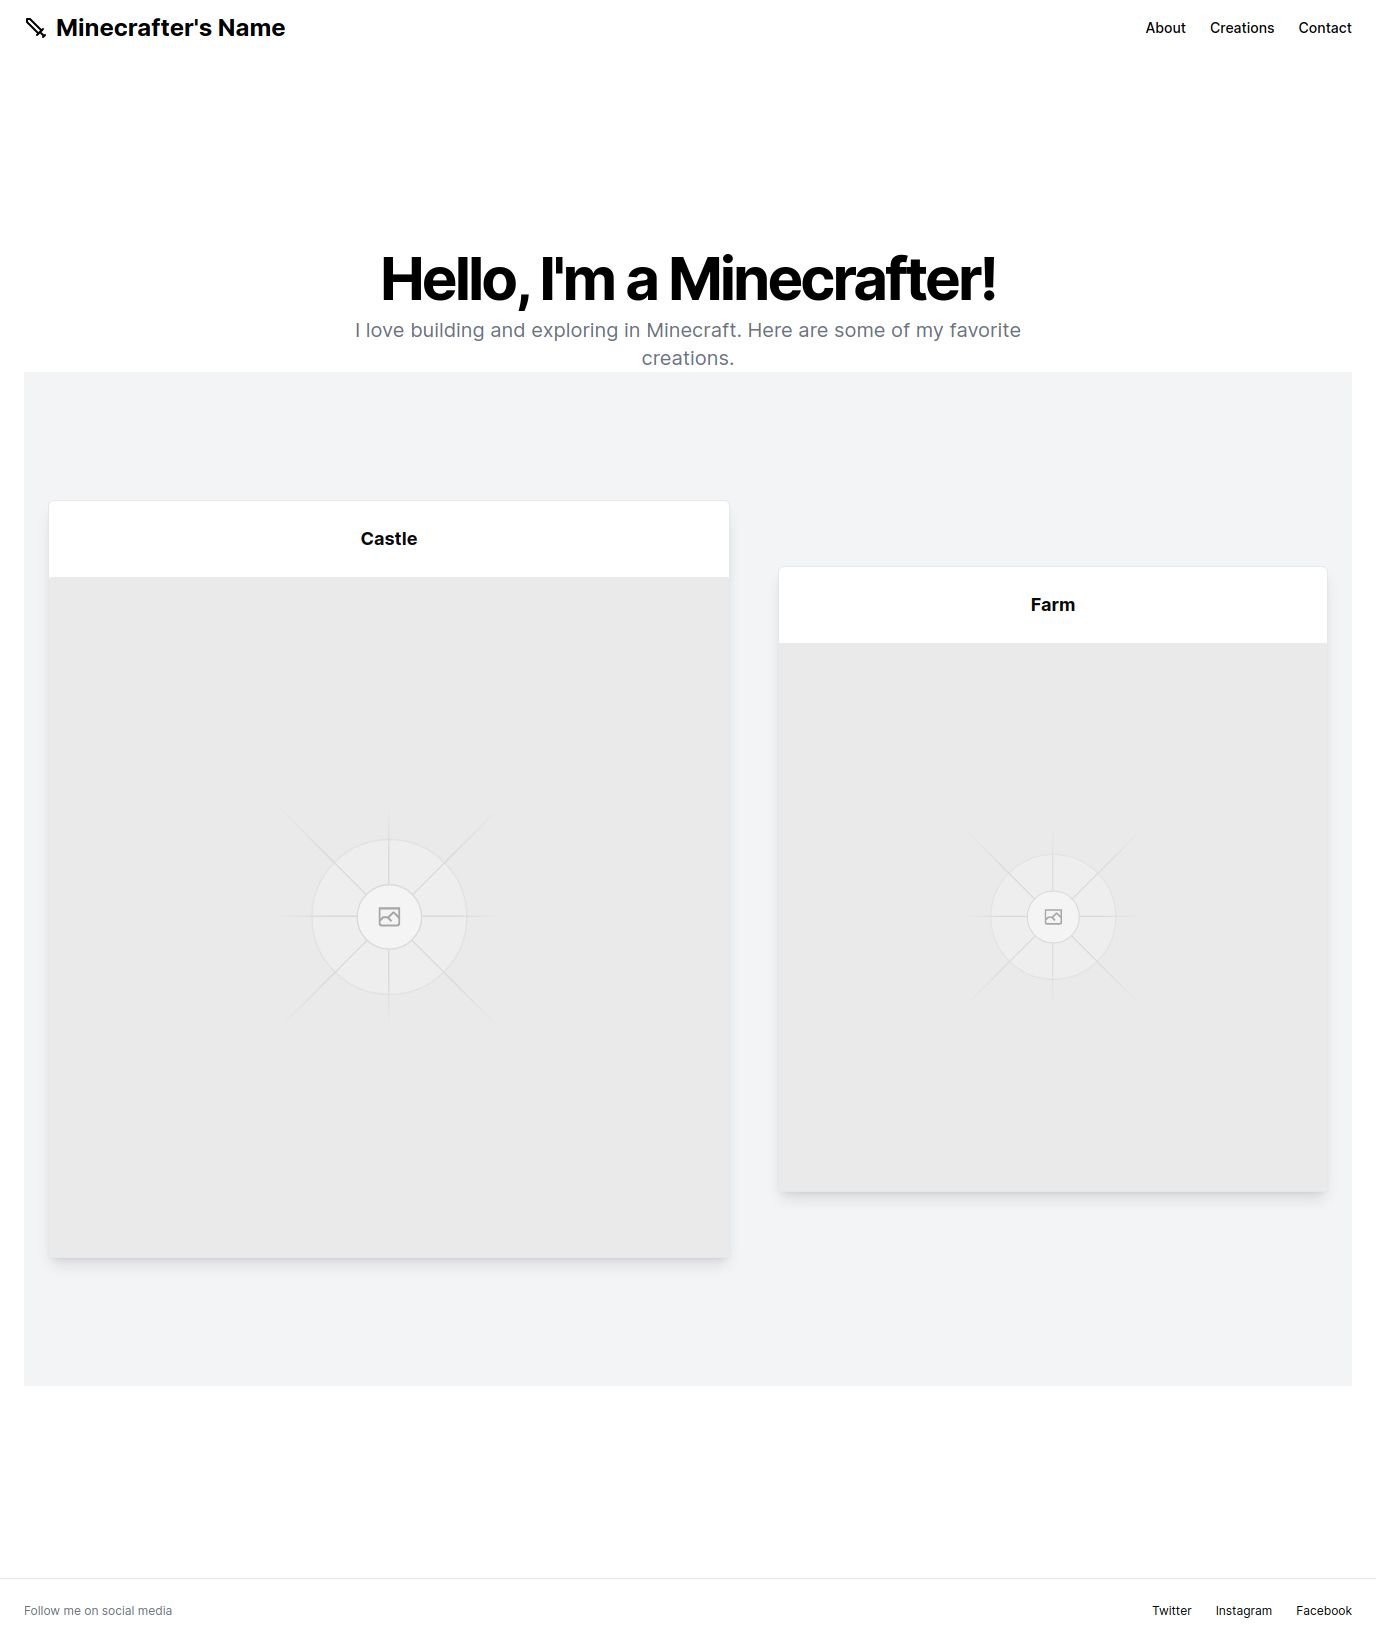 Minecrafter's Name
About
Creations
Contact
Hello, I'm a Minecrafter!
I love building and exploring in Minecraft. Here are some of my favorite
creations.
Castle
Farm
Follow me on social media
Twitter
Instagram
Facebook